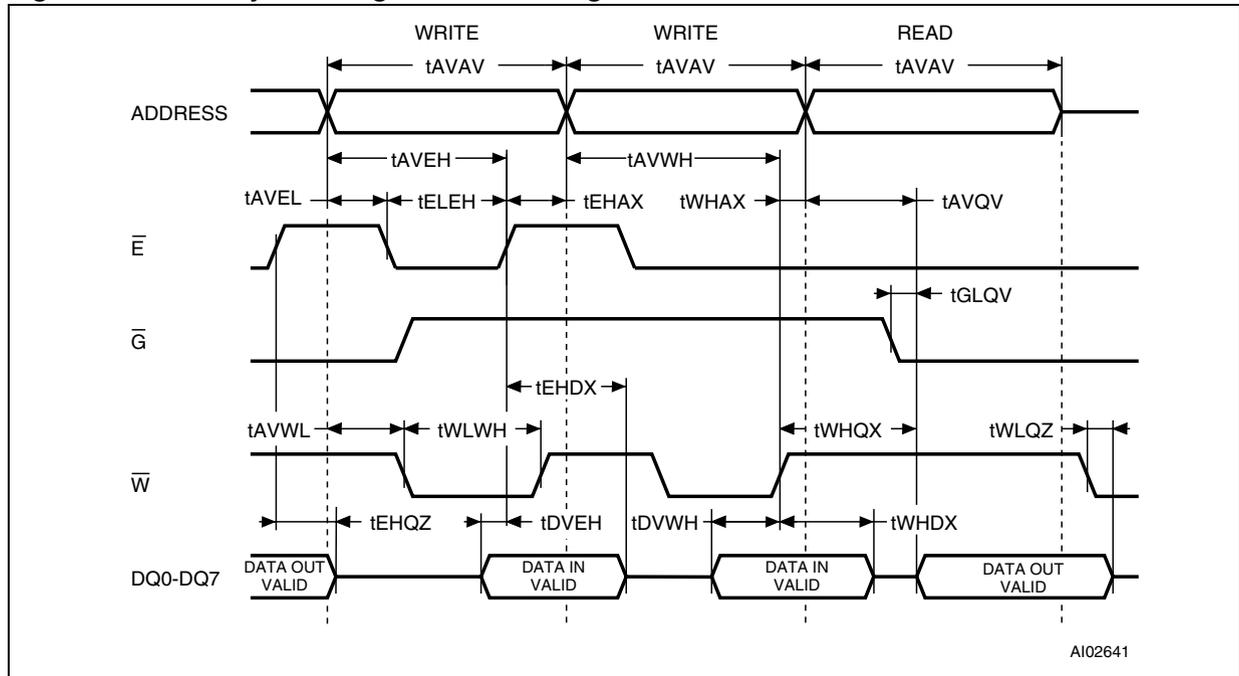 WRITE WRITE READ
tAVAV tAVAV tAVAV
ADDRESS
tAVEH tAVWH
tAVEL tELEH tEHAX tWHAX tAVQV
E̅
tGLQV
G̅
tEHDX
tAVWL tWLWH tWHQX tWLQZ
W̅
tEHQZ tDVEH tDVWH tWHDX
DQ0-DQ7
DATA OUT
VALID
DATA IN
VALID
DATA IN
VALID
DATA OUT
VALID
AI02641